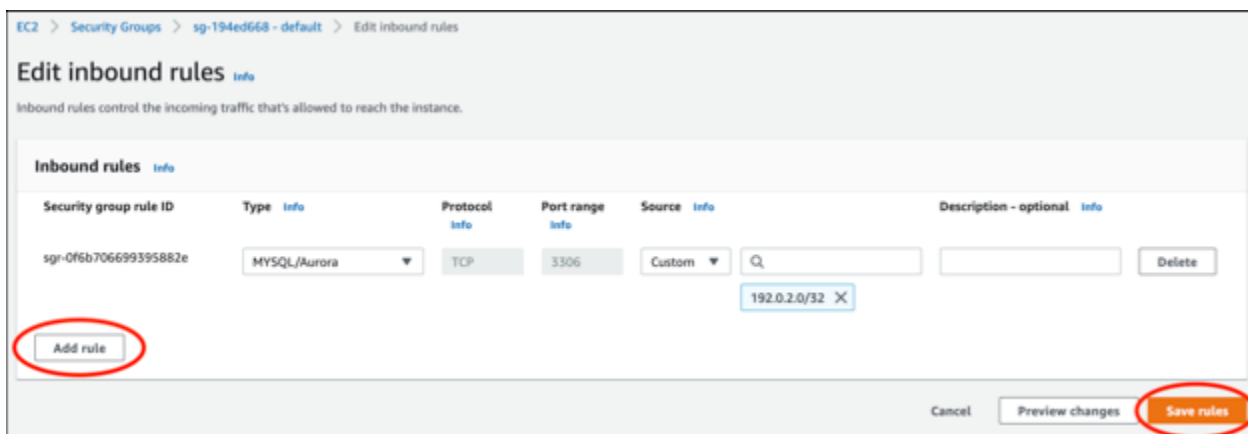 EC2 > Security Groups > sg-194ed668 - default > Edit inbound rules
Edit inbound rules Info
Inbound rules control the incoming traffic that's allowed to reach the instance.
Inbound rules Info
Security group rule ID Type Info Protocol Info Port range Info Source Info Description - optional Info
sgr-0f6b706699395882e MYSQL/Aurora TCP 3306 Custom Delete
192.0.2.0/32 X
Add rule
Cancel Preview changes Save rules